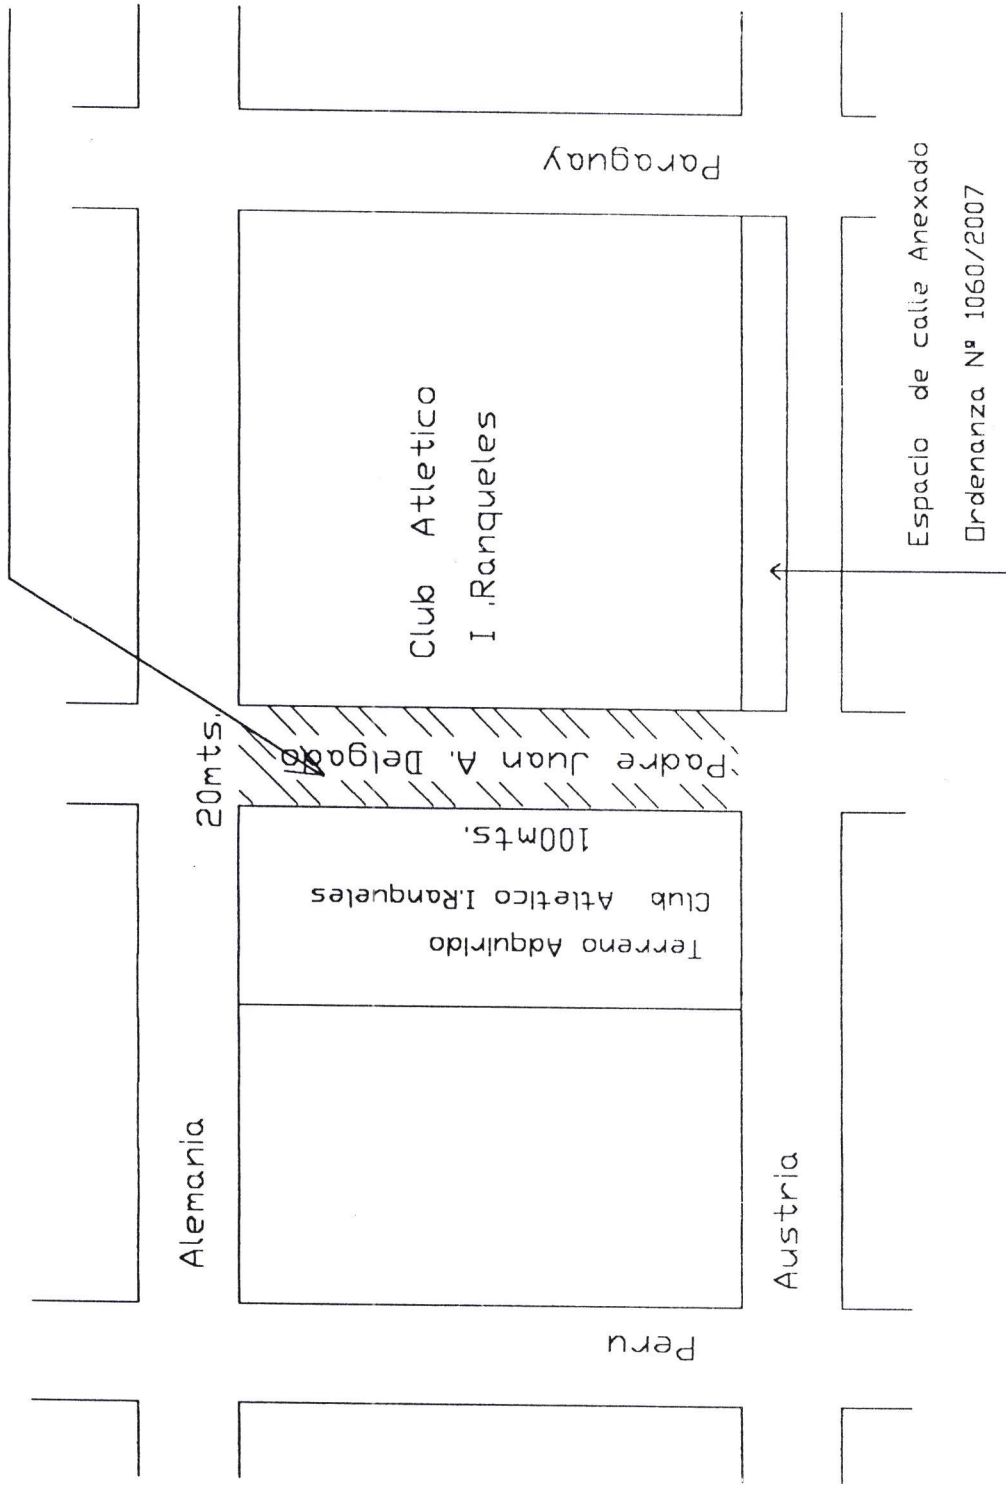 Paraguay
Espacio de calle Anexado
Ordenanza Nº 1060/2007
Club Atletico
I .Ranqueles
20mts.
Padre Juan A. Delgado
100mts.
Club Atletico I.Ranqueles
Terreno Adquirido
Alemania
Austria
Peru